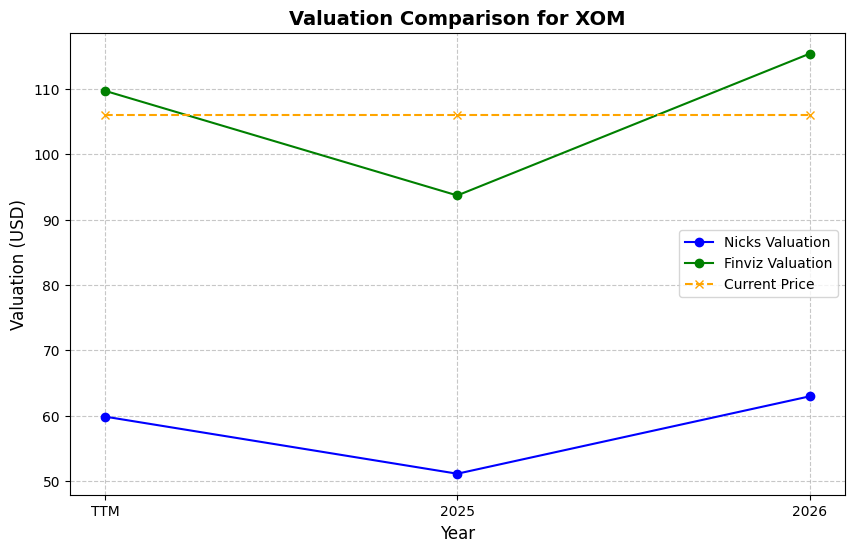 Valuation Comparison for XOM
Valuation (USD)
110
100
90
80
70
60
50
Nicks Valuation
Finviz Valuation
Current Price
TTM
2025
2026
Year